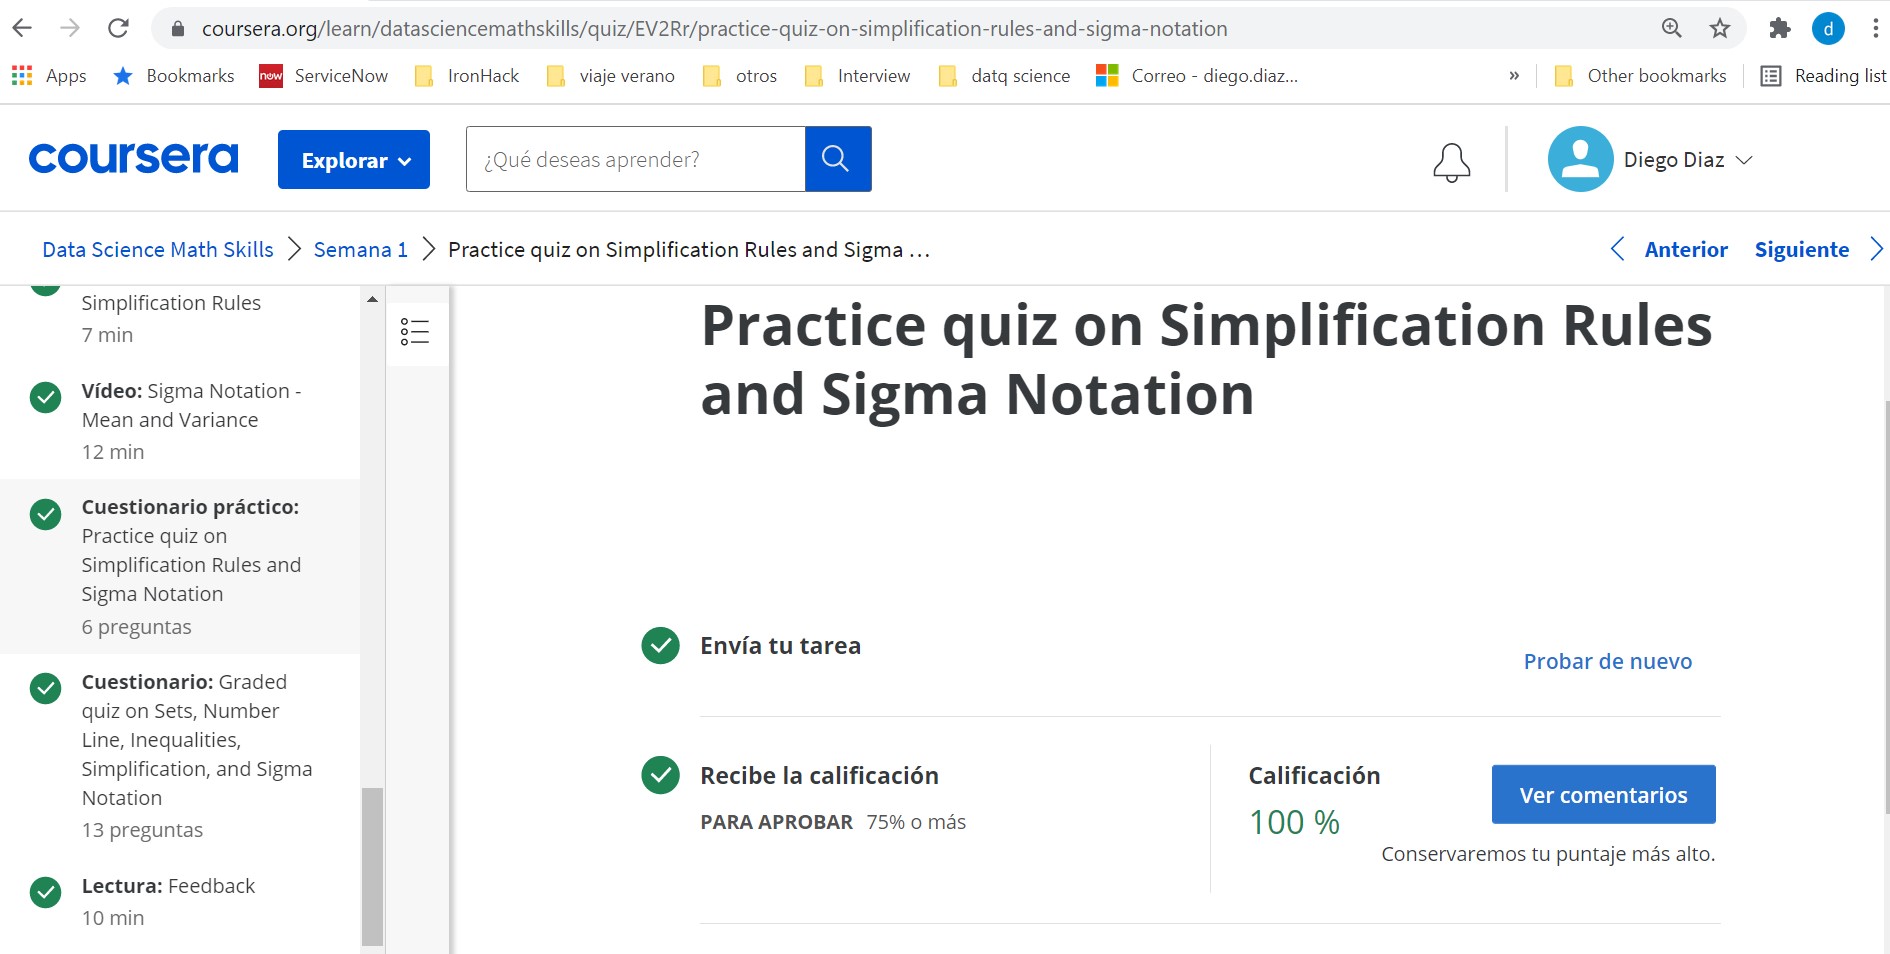 coursera.org/learn/datasciencemathskills/quiz/EV2Rr/practice-quiz-on-simplification-rules-and-sigma-notation
d
Apps Bookmarks now ServiceNow IronHack viaje verano otros Interview datq science Correo - diego.diaz... » Other bookmarks Reading list
coursera Explorar ¿Qué deseas aprender? Diego Diaz
Data Science Math Skills Semana 1 Practice quiz on Simplification Rules and Sigma … Anterior Siguiente
Simplification Rules
7 min
Vídeo: Sigma Notation -
Mean and Variance
12 min
Cuestionario práctico:
Practice quiz on
Simplification Rules and
Sigma Notation
6 preguntas
Cuestionario: Graded
quiz on Sets, Number
Line, Inequalities,
Simplification, and Sigma
Notation
13 preguntas
Lectura: Feedback
10 min
Practice quiz on Simplification Rules
and Sigma Notation
Envía tu tarea
Probar de nuevo
Recibe la calificación
PARA APROBAR 75% o más
Calificación
100 %
Ver comentarios
Conservaremos tu puntaje más alto.